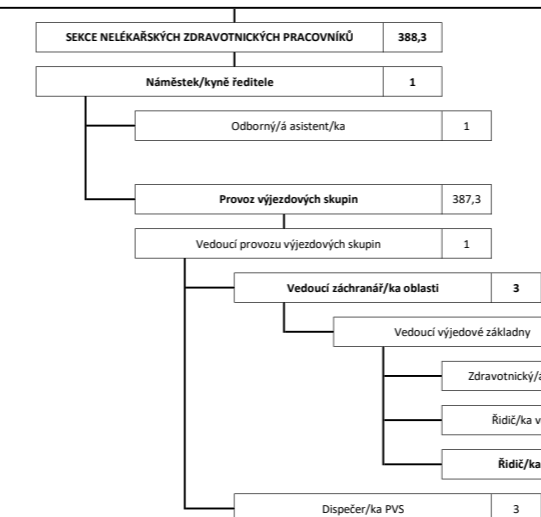 SEKCE NELÉKAŘSKÝCH ZDRAVOTNICKÝCH PRACOVNÍKŮ 388,3
Náměstek/kyně ředitele 1
Odborný/á asistent/ka 1
Provoz výjezdových skupin 387,3
Vedoucí provozu výjezdových skupin 1
Vedoucí záchranář/ka oblasti 3
Vedoucí výjedové základny
Zdravotnický/á
Řidič/ka v
Řidič/ka
Dispečer/ka PVS 3